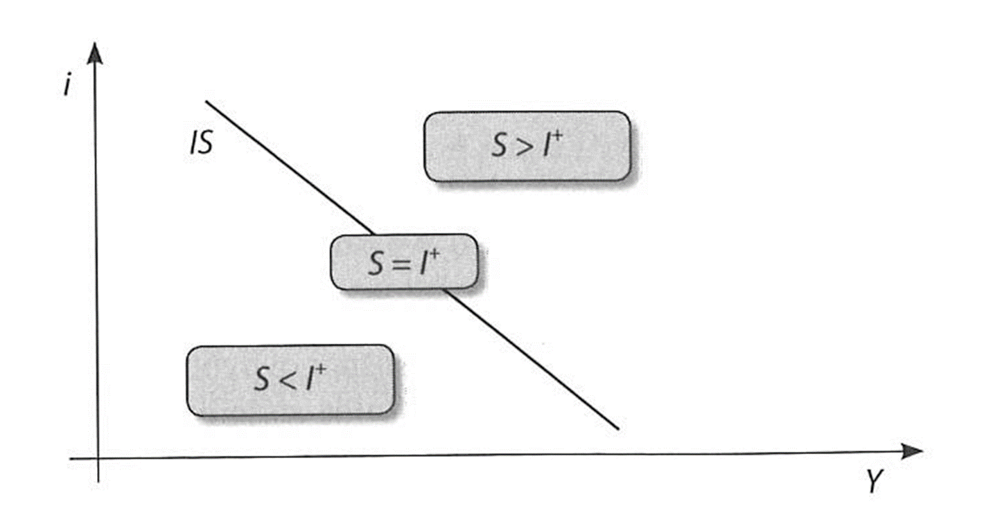 i
IS
S > I⁺
S = I⁺
S < I⁺
Y